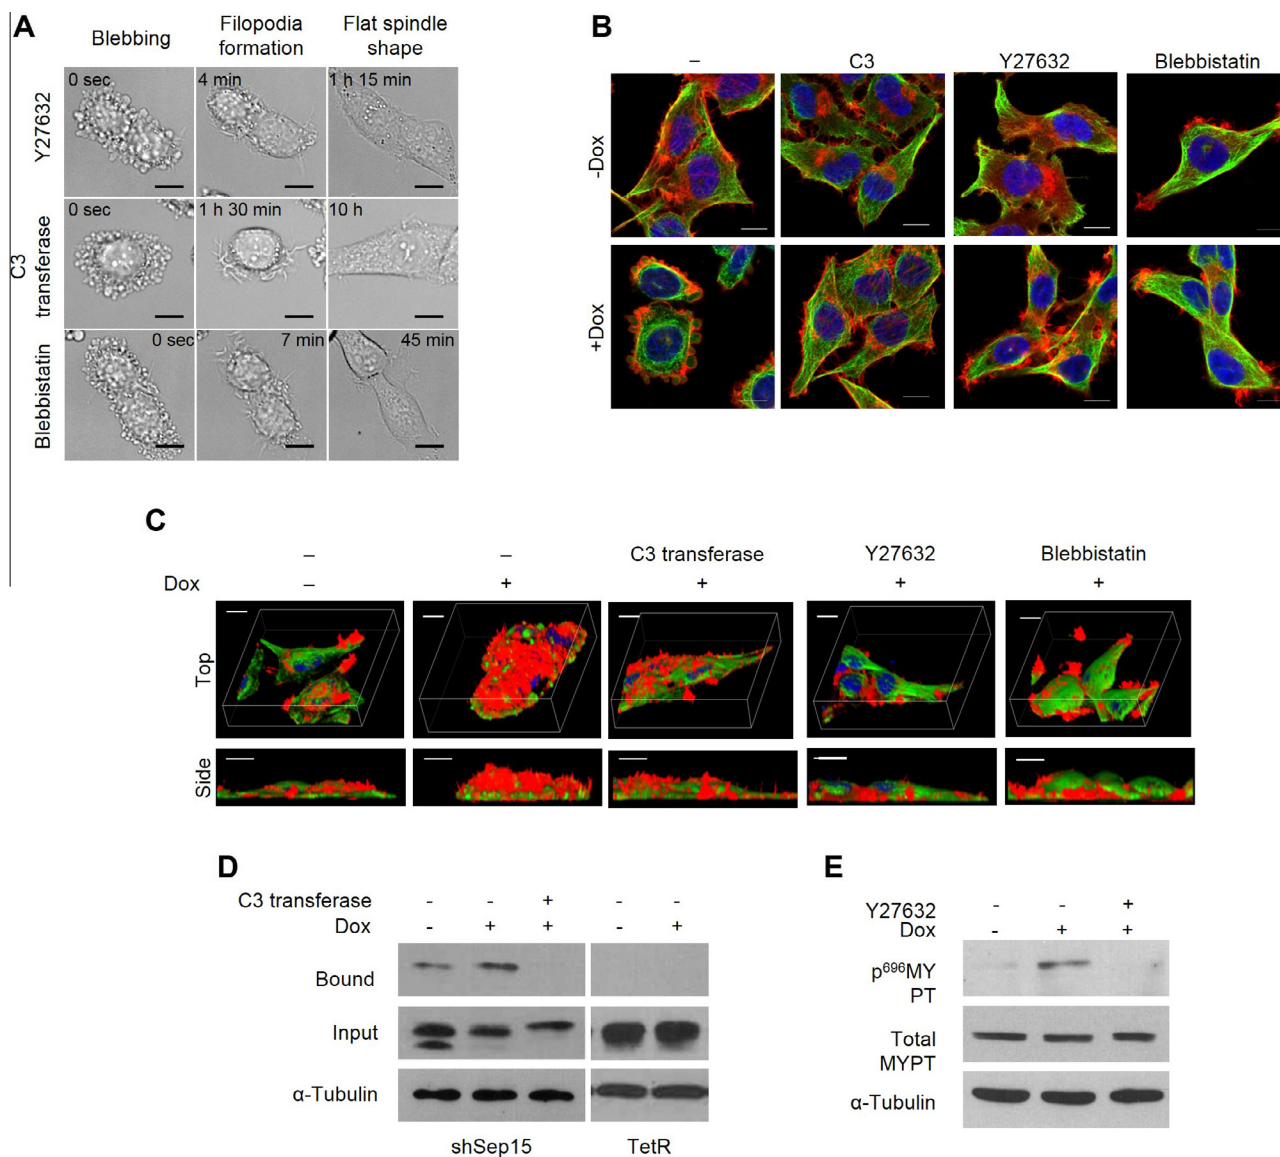 A
Blebbing
Filopodia
formation
Flat spindle
shape
Y27632
0 sec
4 min
1 h 15 min
C3
transferase
0 sec
1 h 30 min
10 h
Blebbistatin
0 sec
7 min
45 min
B
– C3 Y27632 Blebbistatin
-Dox
+Dox
C
– – C3 transferase Y27632 Blebbistatin
Dox – + + + +
Top
Side
D
C3 transferase - - + - -
Dox - + + - +
Bound
Input
α-Tubulin
shSep15 TetR
E
Y27632 - - +
Dox - + +
p696MY
PT
Total
MYPT
α-Tubulin